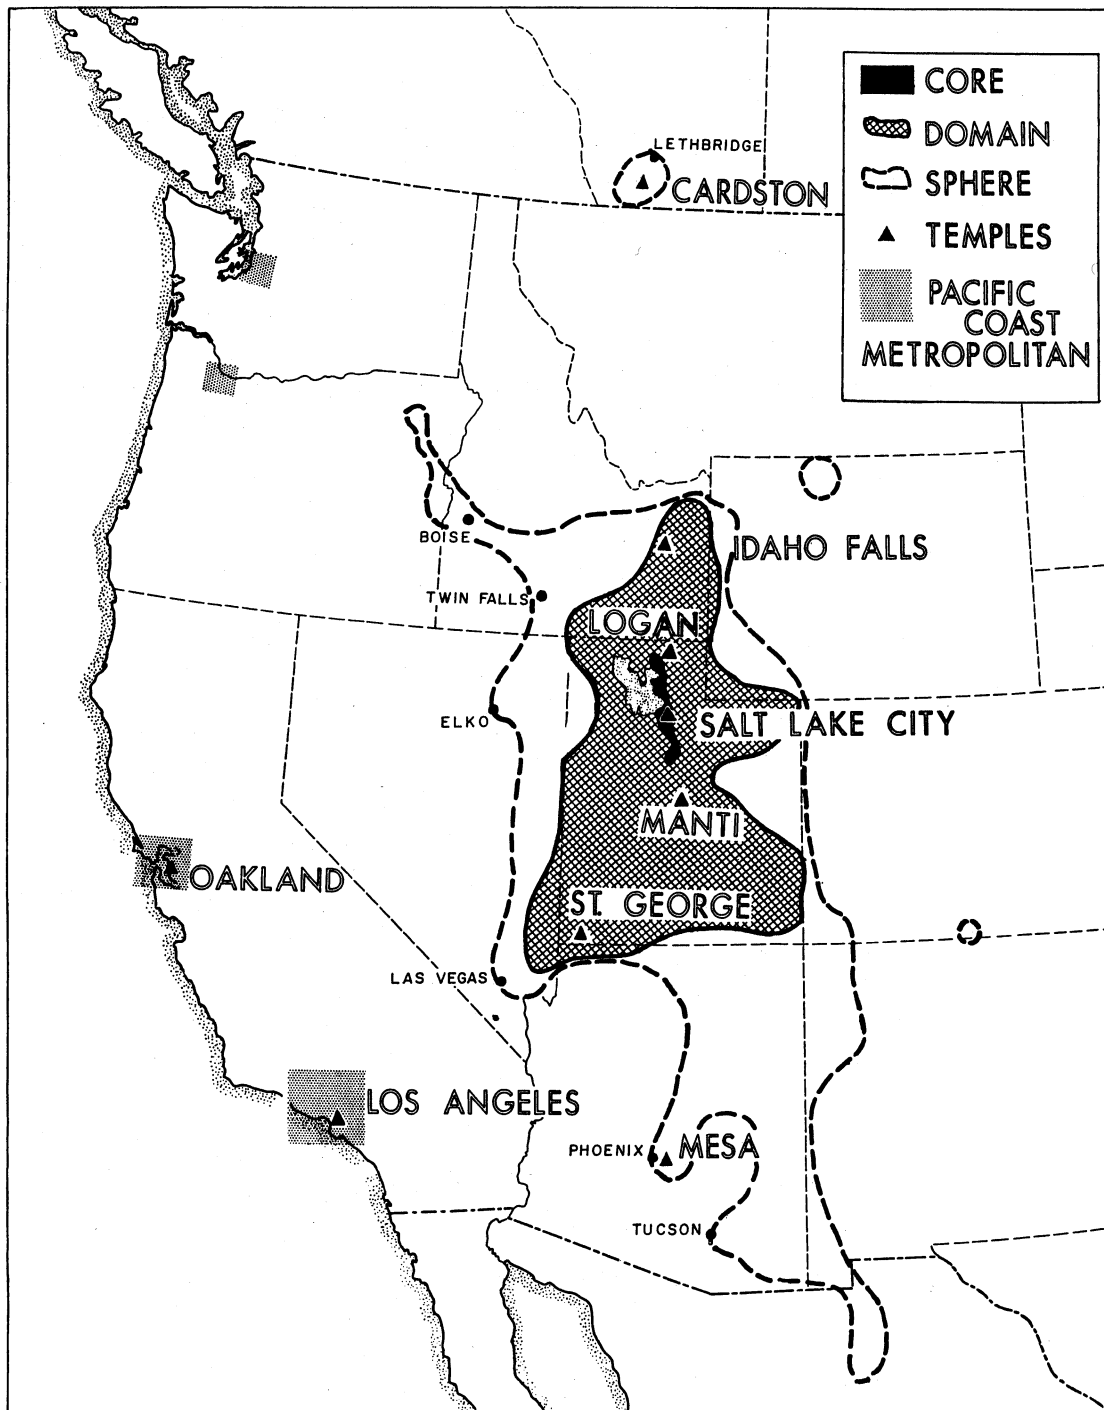 CORE
DOMAIN
SPHERE
TEMPLES
PACIFIC
COAST
METROPOLITAN
LETHBRIDGE
CARDSTON
BOISE
IDAHO FALLS
TWIN FALLS
LOGAN
ELKO
SALT LAKE CITY
MANTI
OAKLAND
ST. GEORGE
LAS VEGAS
LOS ANGELES
PHOENIX
MESA
TUCSON